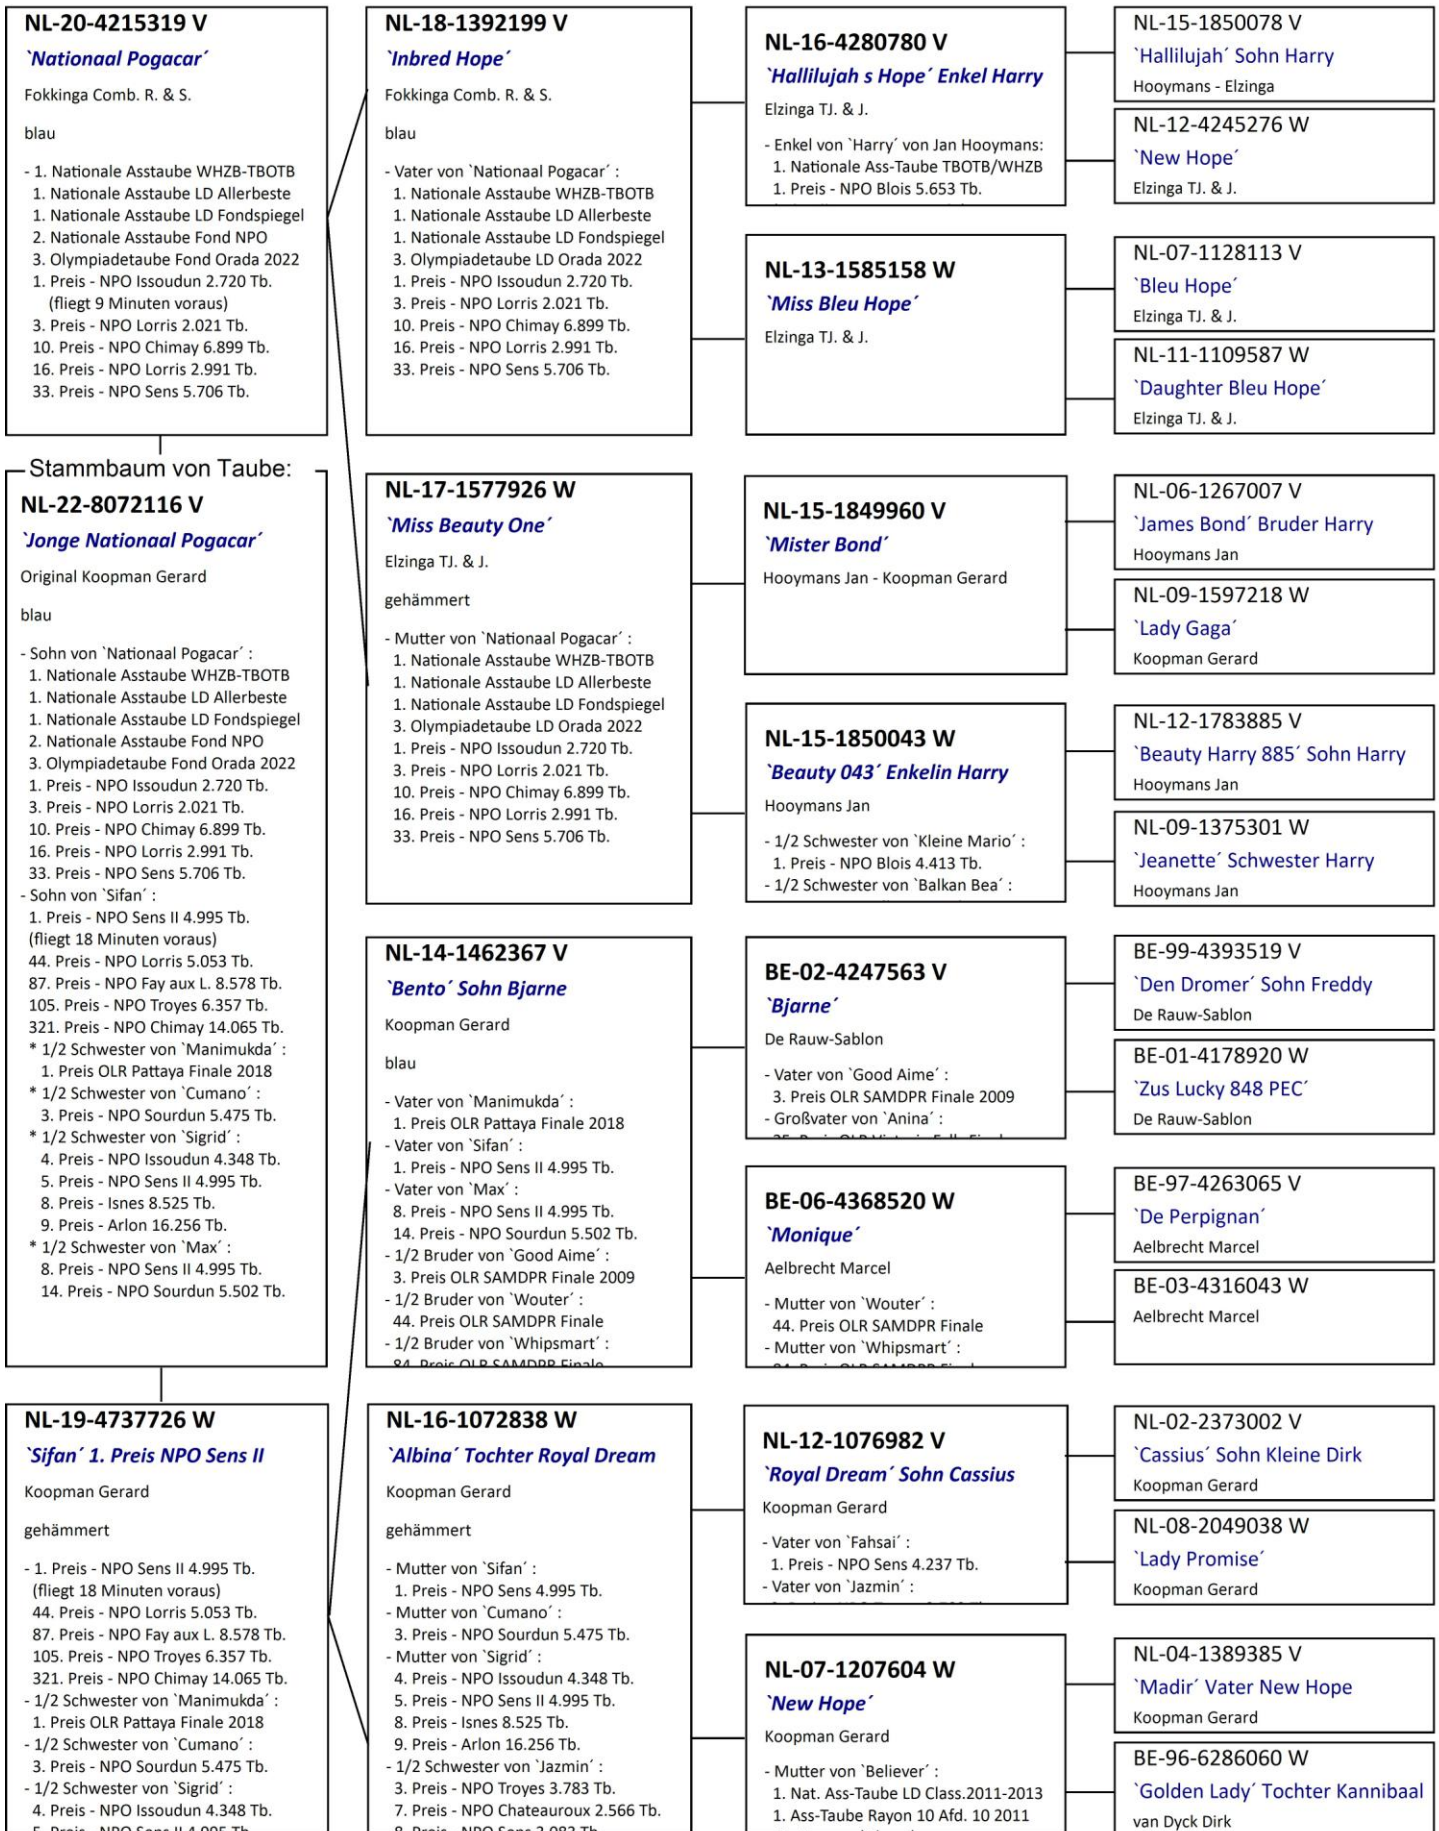 NL-20-4215319 V
`Nationaal Pogacar´
Fokkinga Comb. R. & S.
blau
- 1. Nationale Asstaube WHZB-TBOTB
1. Nationale Asstaube LD Allerbeste
1. Nationale Asstaube LD Fondspiegel
2. Nationale Asstaube Fond NPO
3. Olympiadetaube Fond Orada 2022
1. Preis - NPO Issoudun 2.720 Tb.
(fliegt 9 Minuten voraus)
3. Preis - NPO Lorris 2.021 Tb.
10. Preis - NPO Chimay 6.899 Tb.
16. Preis - NPO Lorris 2.991 Tb.
33. Preis - NPO Sens 5.706 Tb.
Stammbaum von Taube:
NL-22-8072116 V
`Jonge Nationaal Pogacar´
Original Koopman Gerard
blau
- Sohn von `Nationaal Pogacar´ :
1. Nationale Asstaube WHZB-TBOTB
1. Nationale Asstaube LD Allerbeste
1. Nationale Asstaube LD Fondspiegel
2. Nationale Asstaube Fond NPO
3. Olympiadetaube Fond Orada 2022
1. Preis - NPO Issoudun 2.720 Tb.
3. Preis - NPO Lorris 2.021 Tb.
10. Preis - NPO Chimay 6.899 Tb.
16. Preis - NPO Lorris 2.991 Tb.
33. Preis - NPO Sens 5.706 Tb.
- Sohn von `Sifan´ :
1. Preis - NPO Sens II 4.995 Tb.
(fliegt 18 Minuten voraus)
44. Preis - NPO Lorris 5.053 Tb.
87. Preis - NPO Fay aux L. 8.578 Tb.
105. Preis - NPO Troyes 6.357 Tb.
321. Preis - NPO Chimay 14.065 Tb.
* 1/2 Schwester von `Manimukda´ :
1. Preis OLR Pattaya Finale 2018
* 1/2 Schwester von `Cumano´ :
3. Preis - NPO Sourdun 5.475 Tb.
* 1/2 Schwester von `Sigrid´ :
4. Preis - NPO Issoudun 4.348 Tb.
5. Preis - NPO Sens II 4.995 Tb.
8. Preis - Isnes 8.525 Tb.
9. Preis - Arlon 16.256 Tb.
* 1/2 Schwester von `Max´ :
8. Preis - NPO Sens II 4.995 Tb.
14. Preis - NPO Sourdun 5.502 Tb.
NL-19-4737726 W
`Sifan´ 1. Preis NPO Sens II
Koopman Gerard
gehämmert
- 1. Preis - NPO Sens II 4.995 Tb.
(fliegt 18 Minuten voraus)
44. Preis - NPO Lorris 5.053 Tb.
87. Preis - NPO Fay aux L. 8.578 Tb.
105. Preis - NPO Troyes 6.357 Tb.
321. Preis - NPO Chimay 14.065 Tb.
- 1/2 Schwester von `Manimukda´ :
1. Preis OLR Pattaya Finale 2018
- 1/2 Schwester von `Cumano´ :
3. Preis - NPO Sourdun 5.475 Tb.
- 1/2 Schwester von `Sigrid´ :
4. Preis - NPO Issoudun 4.348 Tb.
5. Preis - NPO Sens II 4.995 Tb.
NL-18-1392199 V
`Inbred Hope´
Fokkinga Comb. R. & S.
blau
- Vater von `Nationaal Pogacar´ :
1. Nationale Asstaube WHZB-TBOTB
1. Nationale Asstaube LD Allerbeste
1. Nationale Asstaube LD Fondspiegel
3. Olympiadetaube LD Orada 2022
1. Preis - NPO Issoudun 2.720 Tb.
3. Preis - NPO Lorris 2.021 Tb.
10. Preis - NPO Chimay 6.899 Tb.
16. Preis - NPO Lorris 2.991 Tb.
33. Preis - NPO Sens 5.706 Tb.
NL-17-1577926 W
`Miss Beauty One´
Elzinga TJ. & J.
gehämmert
- Mutter von `Nationaal Pogacar´ :
1. Nationale Asstaube WHZB-TBOTB
1. Nationale Asstaube LD Allerbeste
1. Nationale Asstaube LD Fondspiegel
3. Olympiadetaube LD Orada 2022
1. Preis - NPO Issoudun 2.720 Tb.
3. Preis - NPO Lorris 2.021 Tb.
10. Preis - NPO Chimay 6.899 Tb.
16. Preis - NPO Lorris 2.991 Tb.
33. Preis - NPO Sens 5.706 Tb.
NL-14-1462367 V
`Bento´ Sohn Bjarne
Koopman Gerard
blau
- Vater von `Manimukda´ :
1. Preis OLR Pattaya Finale 2018
- Vater von `Sifan´ :
1. Preis - NPO Sens II 4.995 Tb.
- Vater von `Max´ :
8. Preis - NPO Sens II 4.995 Tb.
14. Preis - NPO Sourdun 5.502 Tb.
- 1/2 Bruder von `Good Aime´ :
3. Preis OLR SAMDPR Finale 2009
- 1/2 Bruder von `Wouter´ :
44. Preis OLR SAMDPR Finale
- 1/2 Bruder von `Whipsmart´ :
84. Preis OLR SAMDPR Finale
NL-16-1072838 W
`Albina´ Tochter Royal Dream
Koopman Gerard
gehämmert
- Mutter von `Sifan´ :
1. Preis - NPO Sens 4.995 Tb.
- Mutter von `Cumano´ :
3. Preis - NPO Sourdun 5.475 Tb.
- Mutter von `Sigrid´ :
4. Preis - NPO Issoudun 4.348 Tb.
5. Preis - NPO Sens II 4.995 Tb.
8. Preis - Isnes 8.525 Tb.
9. Preis - Arlon 16.256 Tb.
- 1/2 Schwester von `Jazmin´ :
3. Preis - NPO Troyes 3.783 Tb.
7. Preis - NPO Chateauroux 2.566 Tb.
8. Preis - NPO Sens 3.083 Tb.
NL-16-4280780 V
`Hallilujah s Hope´ Enkel Harry
Elzinga TJ. & J.
- Enkel von `Harry´ von Jan Hooymans:
1. Nationale Ass-Taube TBOTB/WHZB
1. Preis - NPO Blois 5.653 Tb.
NL-13-1585158 W
`Miss Bleu Hope´
Elzinga TJ. & J.
NL-15-1849960 V
`Mister Bond´
Hooymans Jan - Koopman Gerard
NL-15-1850043 W
`Beauty 043´ Enkelin Harry
Hooymans Jan
- 1/2 Schwester von `Kleine Mario´ :
1. Preis - NPO Blois 4.413 Tb.
- 1/2 Schwester von `Balkan Bea´ :
BE-02-4247563 V
`Bjarne´
De Rauw-Sablon
- Vater von `Good Aime´ :
3. Preis OLR SAMDPR Finale 2009
- Großvater von `Anina´ :
BE-06-4368520 W
`Monique´
Aelbrecht Marcel
- Mutter von `Wouter´ :
44. Preis OLR SAMDPR Finale
- Mutter von `Whipsmart´ :
NL-12-1076982 V
`Royal Dream´ Sohn Cassius
Koopman Gerard
- Vater von `Fahsai´ :
1. Preis - NPO Sens 4.237 Tb.
- Vater von `Jazmin´ :
NL-07-1207604 W
`New Hope´
Koopman Gerard
- Mutter von `Believer´ :
1. Nat. Ass-Taube LD Class.2011-2013
1. Ass-Taube Rayon 10 Afd. 10 2011
NL-15-1850078 V
`Hallilujah´ Sohn Harry
Hooymans - Elzinga
NL-12-4245276 W
`New Hope´
Elzinga TJ. & J.
NL-07-1128113 V
`Bleu Hope´
Elzinga TJ. & J.
NL-11-1109587 W
`Daughter Bleu Hope´
Elzinga TJ. & J.
NL-06-1267007 V
`James Bond´ Bruder Harry
Hooymans Jan
NL-09-1597218 W
`Lady Gaga´
Koopman Gerard
NL-12-1783885 V
`Beauty Harry 885´ Sohn Harry
Hooymans Jan
NL-09-1375301 W
`Jeanette´ Schwester Harry
Hooymans Jan
BE-99-4393519 V
`Den Dromer´ Sohn Freddy
De Rauw-Sablon
BE-01-4178920 W
`Zus Lucky 848 PEC´
De Rauw-Sablon
BE-97-4263065 V
`De Perpignan´
Aelbrecht Marcel
BE-03-4316043 W
Aelbrecht Marcel
NL-02-2373002 V
`Cassius´ Sohn Kleine Dirk
Koopman Gerard
NL-08-2049038 W
`Lady Promise´
Koopman Gerard
NL-04-1389385 V
`Madir´ Vater New Hope
Koopman Gerard
BE-96-6286060 W
`Golden Lady´ Tochter Kannibaal
van Dyck Dirk